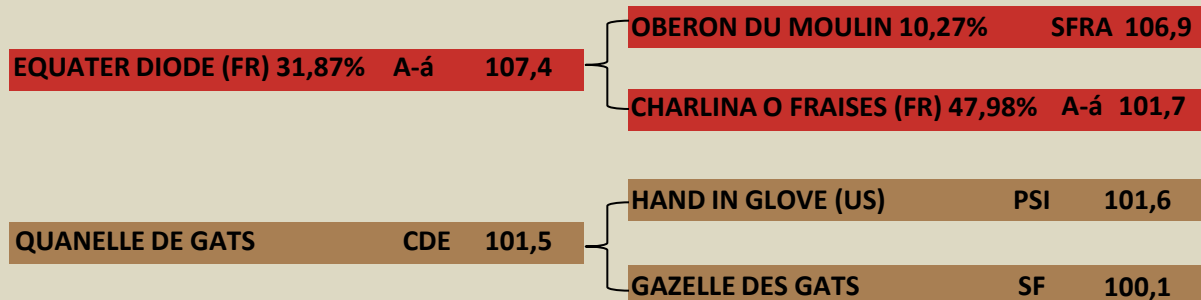 OBERON DU MOULIN 10,27% SFRA 106,9
EQUATER DIODE (FR) 31,87% A-á 107,4
CHARLINA O FRAISES (FR) 47,98% A-á 101,7
HAND IN GLOVE (US) PSI 101,6
QUANELLE DE GATS CDE 101,5
GAZELLE DES GATS SF 100,1